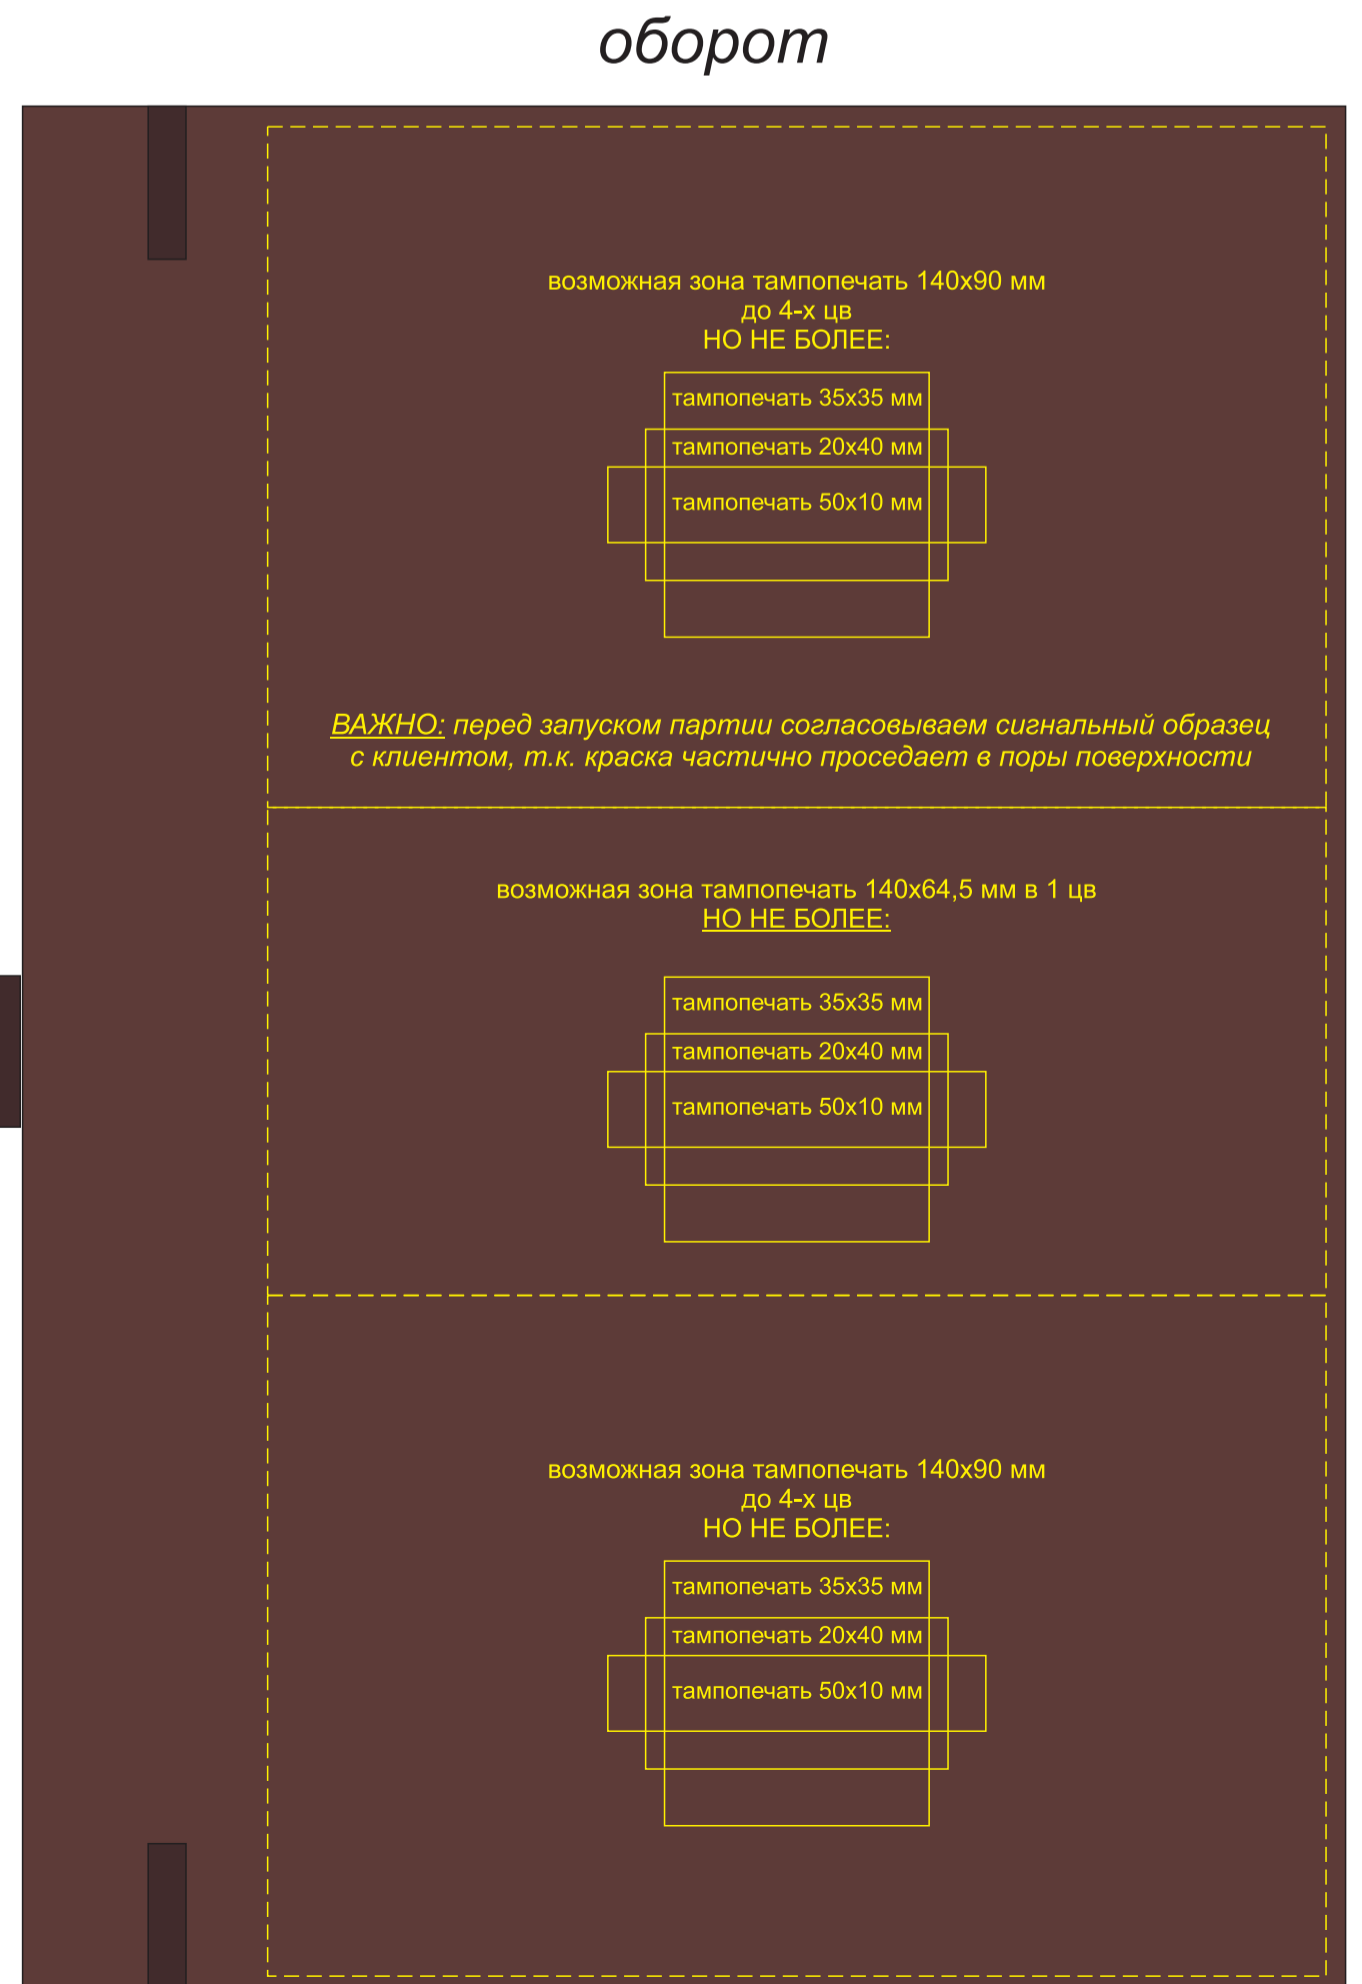 оборот
возможная зона тампопечать 140х90 мм
до 4-х цв
НО НЕ БОЛЕЕ:
тампопечать 35х35 мм
тампопечать 20х40 мм
тампопечать 50х10 мм
ВАЖНО: перед запуском партии согласовываем сигнальный образец
с клиентом, т.к. краска частично проседает в поры поверхности
возможная зона тампопечать 140х64,5 мм в 1 цв
НО НЕ БОЛЕЕ:
тампопечать 35х35 мм
тампопечать 20х40 мм
тампопечать 50х10 мм
возможная зона тампопечать 140х90 мм
до 4-х цв
НО НЕ БОЛЕЕ:
тампопечать 35х35 мм
тампопечать 20х40 мм
тампопечать 50х10 мм